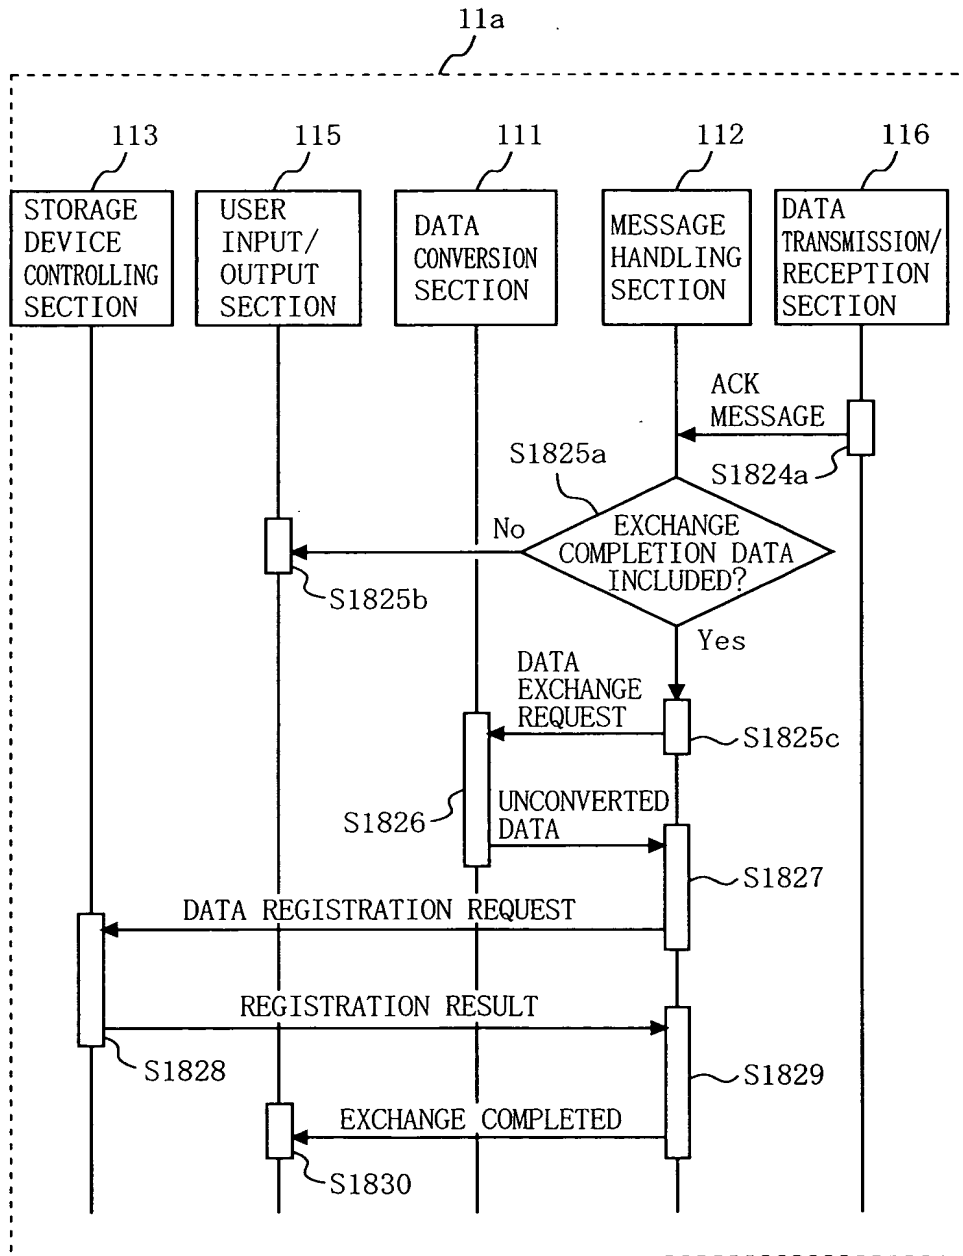 11a
113
115
111
112
116
STORAGE
DEVICE
CONTROLLING
SECTION
USER
INPUT/
OUTPUT
SECTION
DATA
CONVERSION
SECTION
MESSAGE
HANDLING
SECTION
DATA
TRANSMISSION/
RECEPTION
SECTION
ACK
MESSAGE
S1824a
S1825a
EXCHANGE
COMPLETION DATA
INCLUDED?
No
S1825b
Yes
DATA
EXCHANGE
REQUEST
S1825c
S1826
UNCONVERTED
DATA
S1827
DATA REGISTRATION REQUEST
REGISTRATION RESULT
S1828
S1829
EXCHANGE COMPLETED
S1830